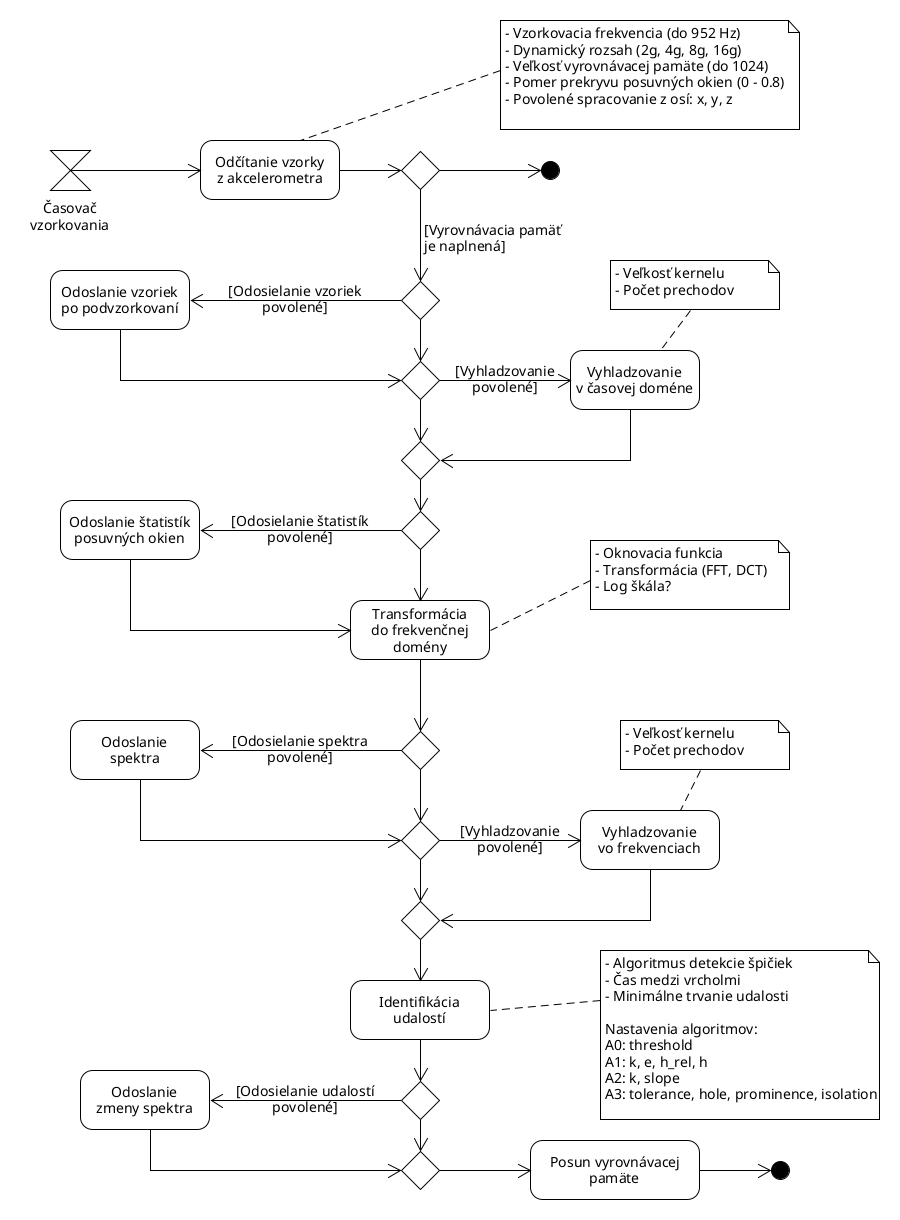 - Vzorkovacia frekvencia (do 952 Hz)
- Dynamický rozsah (2g, 4g, 8g, 16g)
- Veľkosť vyrovnávacej pamäte (do 1024)
- Pomer prekryvu posuvných okien (0 - 0.8)
- Povolené spracovanie z osí: x, y, z
Odčítanie vzorky
z akcelerometra
Časovač
vzorkovania
[Vyrovnávacia pamäť
je naplnená]
Odoslanie vzoriek
po podvzorkovaní
[Odosielanie vzoriek
povolené]
- Veľkosť kernelu
- Počet prechodov
[Vyhladzovanie
povolené]
Vyhladzovanie
v časovej doméne
Odoslanie štatistík
posuvných okien
[Odosielanie štatistík
povolené]
- Oknovacia funkcia
- Transformácia (FFT, DCT)
- Log škála?
Transformácia
do frekvenčnej
domény
Odoslanie
spektra
[Odosielanie spektra
povolené]
- Veľkosť kernelu
- Počet prechodov
[Vyhladzovanie
povolené]
Vyhladzovanie
vo frekvenciach
Identifikácia
udalostí
- Algoritmus detekcie špičiek
- Čas medzi vrcholmi
- Minimálne trvanie udalosti
Nastavenia algoritmov:
A0: threshold
A1: k, e, h_rel, h
A2: k, slope
A3: tolerance, hole, prominence, isolation
Odoslanie
zmeny spektra
[Odosielanie udalostí
povolené]
Posun vyrovnávacej
pamäte